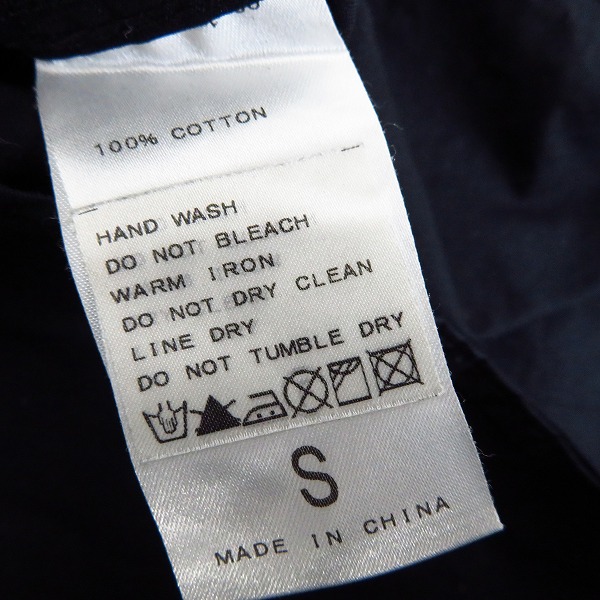 100% COTTON
HAND WASH
DO NOT BLEACH
WARM IRON
DO NOT DRY CLEAN
LINE DRY
DO NOT TUMBLE DRY
S
MADE IN CHINA